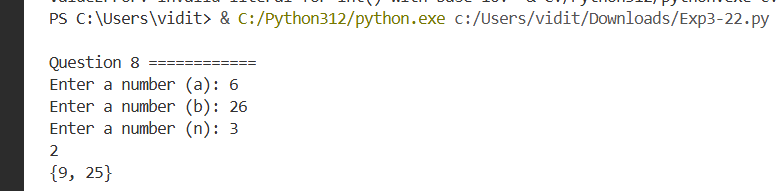 PS C:\Users\vidit> & C:/Python312/python.exe c:/Users/vidit/Downloads/Exp3-22.py
Question 8 ============
Enter a number (a): 6
Enter a number (b): 26
Enter a number (n): 3
2
{9, 25}